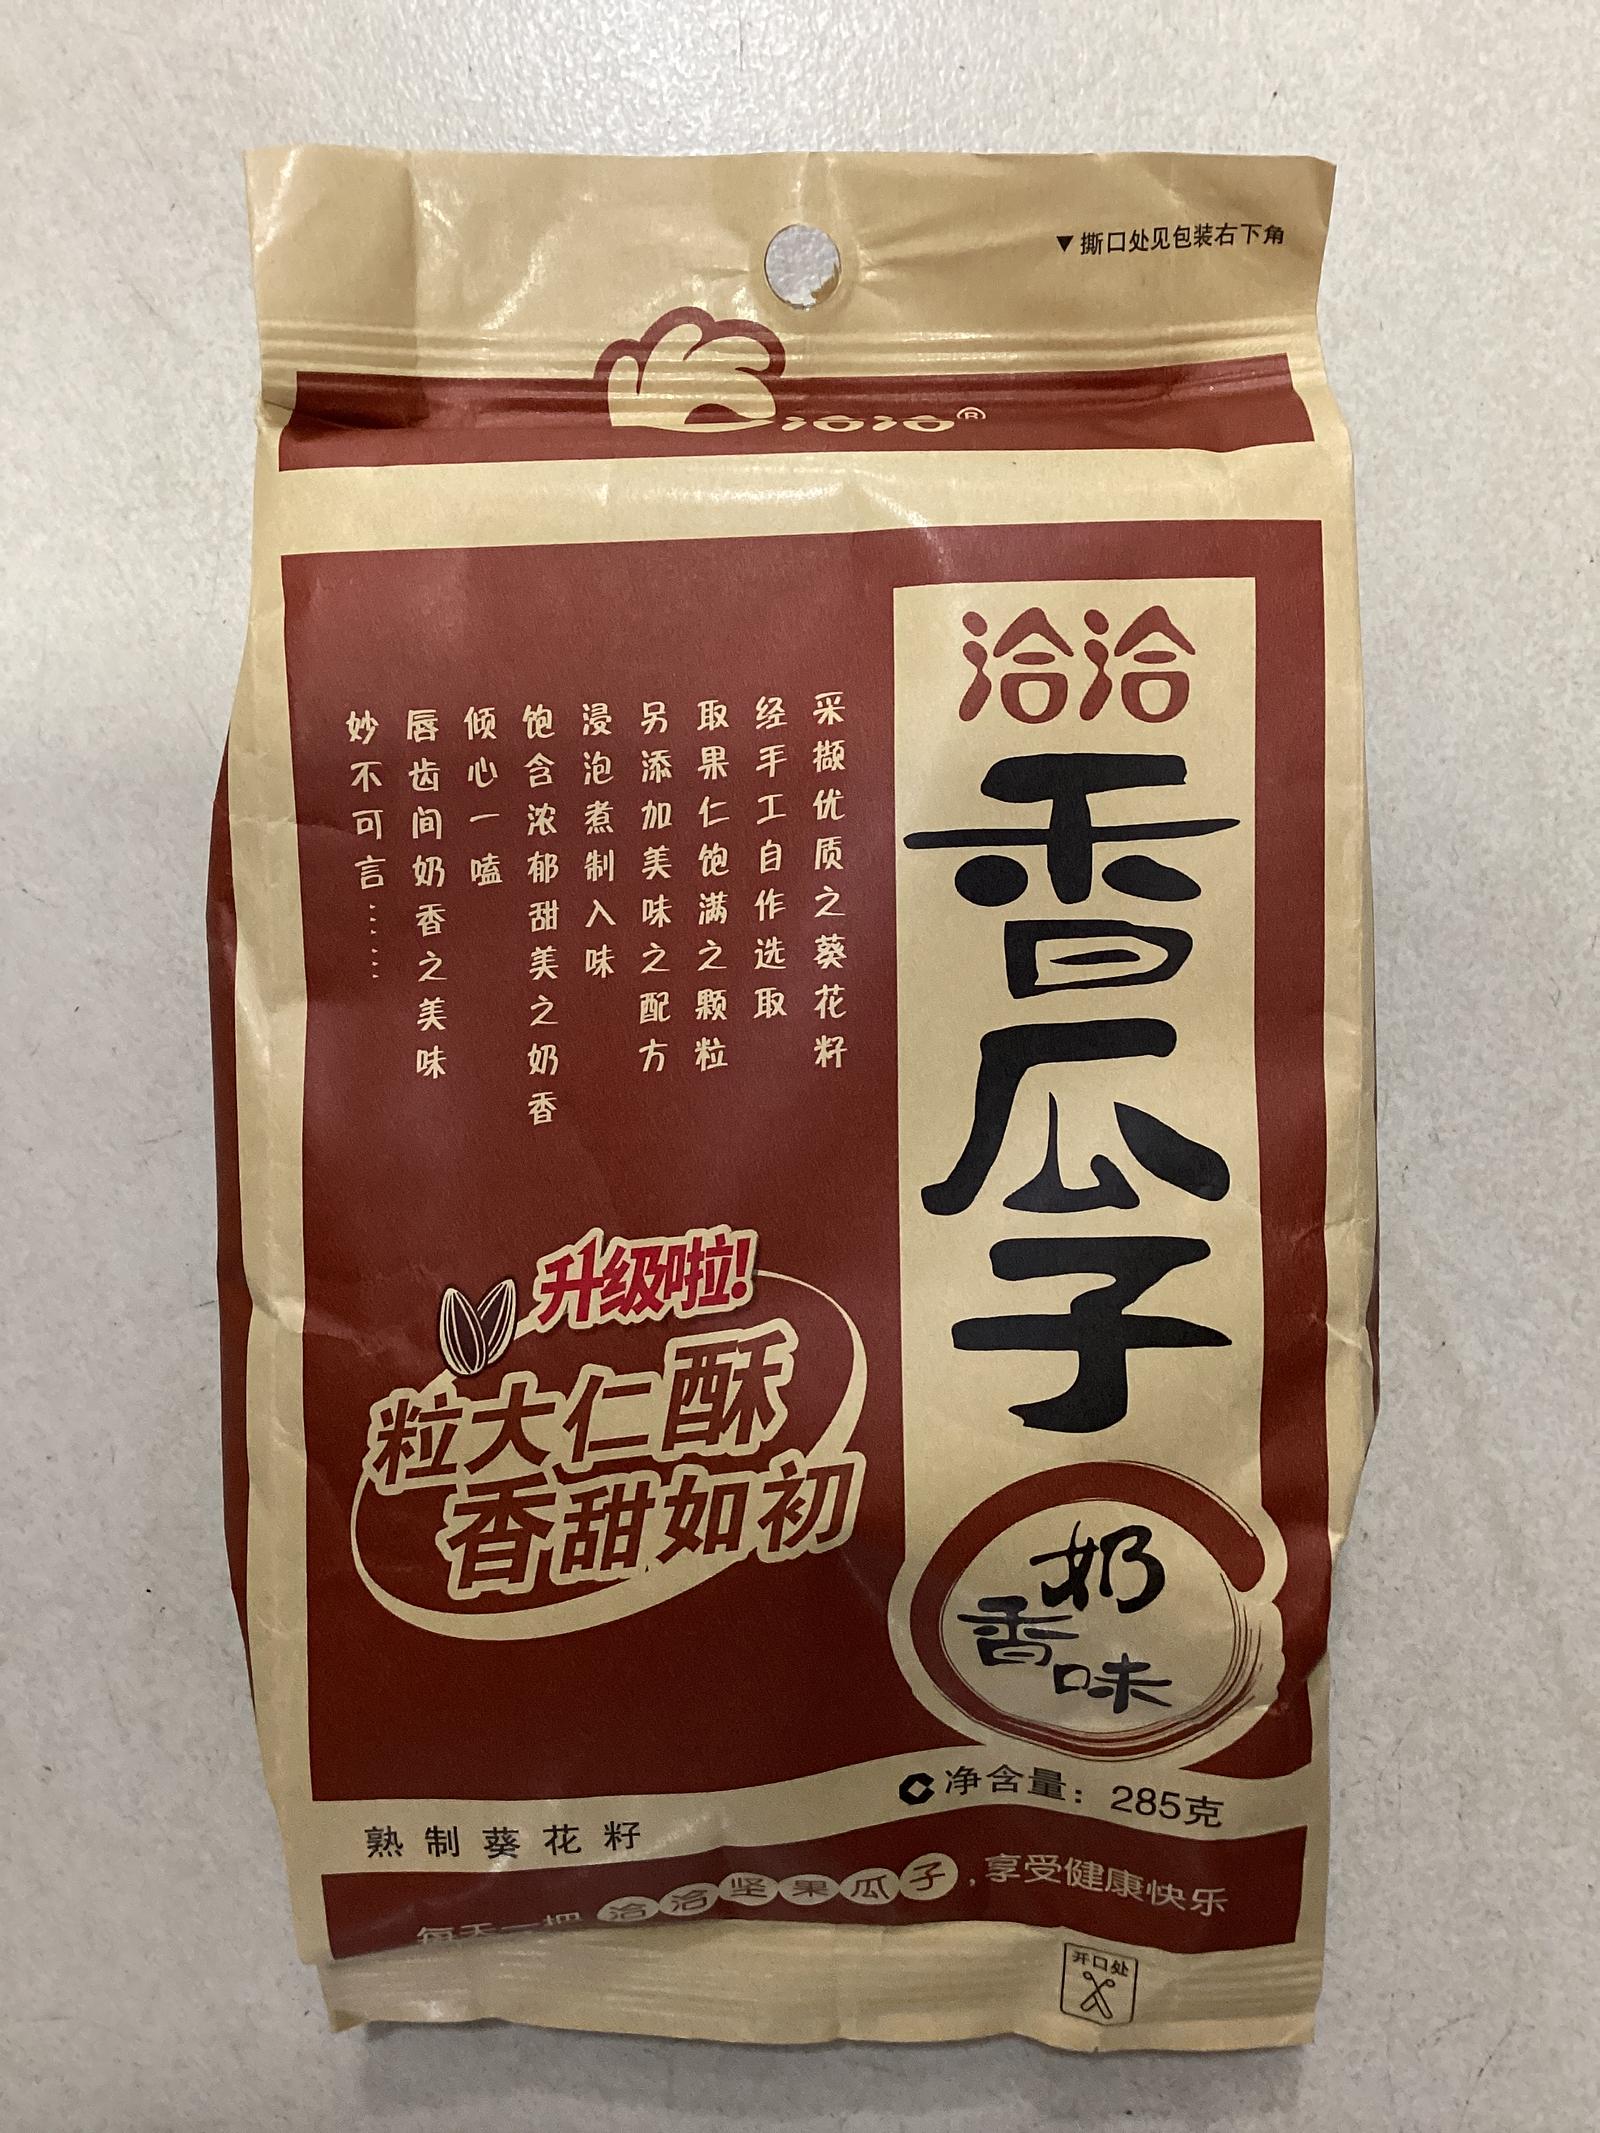 ▼撕口处见包装右下角
洽洽®
洽洽
香瓜子
奶香味
采撷优质之葵花籽
经手工自作选取
取果仁饱满之颗粒
另添加美味之配方
浸泡煮制入味
饱含浓郁甜美之奶香
倾心一嗑
唇齿间奶香之美味
妙不可言……
升级啦!
粒大仁酥
香甜如初
净含量：285克
熟制葵花籽
每天一把 洽洽坚果瓜子,享受健康快乐
开口处